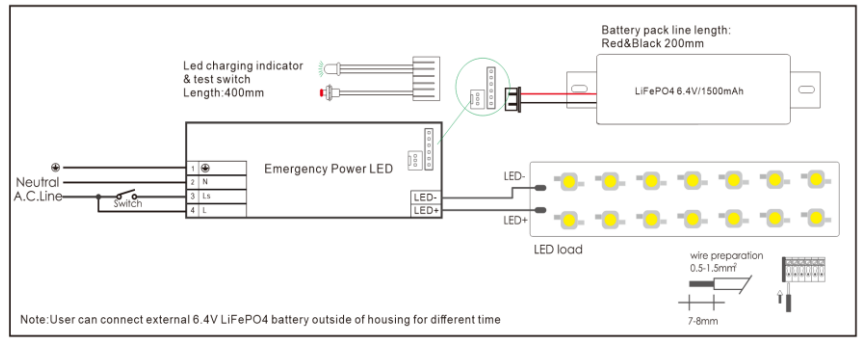 Battery pack line length:
Red&Black 200mm
Led charging indicator
& test switch
Length:400mm
LiFePO4 6.4V/1500mAh
Emergency Power LED
1
Neutral
2 N
A.C.Line
Switch
3 Ls
4 L
LED-
LED+
LED-
LED+
LED load
wire preparation
0.5-1.5mm²
7-8mm
Note:User can connect external 6.4V LiFePO4 battery outside of housing for different time